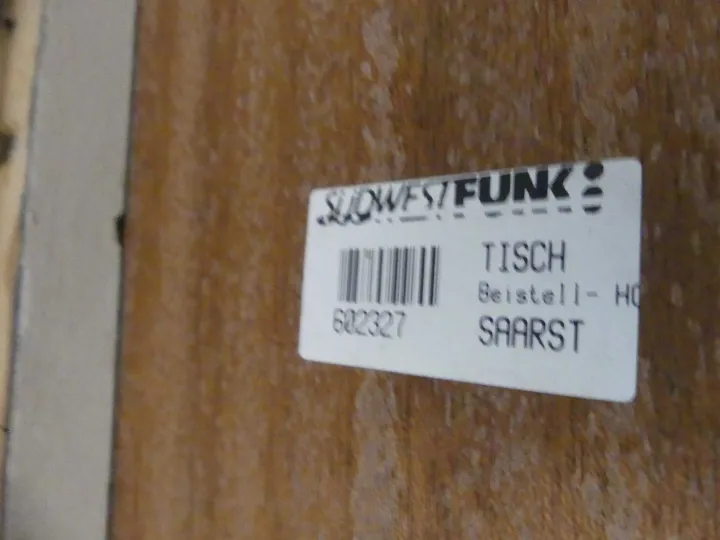 SÜDWESTFUNK
TISCH
Beistell- HO
602327
SAARST